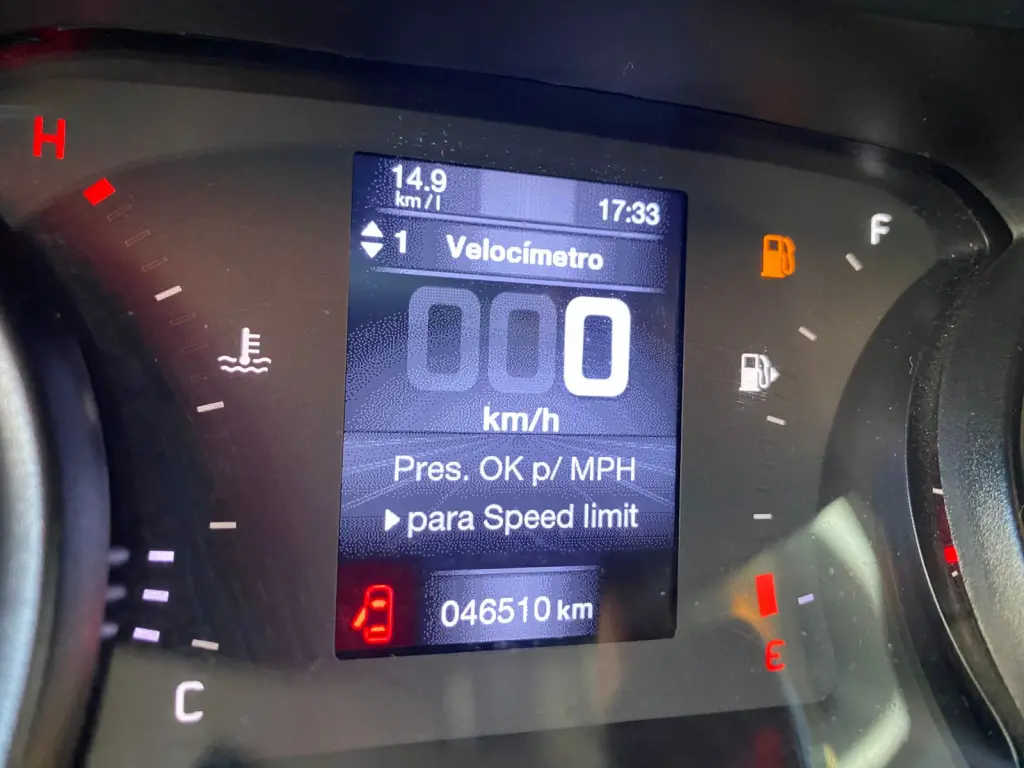 H
14.9
km/l
17:33
1 Velocímetro
F
000
km/h
Pres. OK p/ MPH
para Speed limit
046510 km
E
C